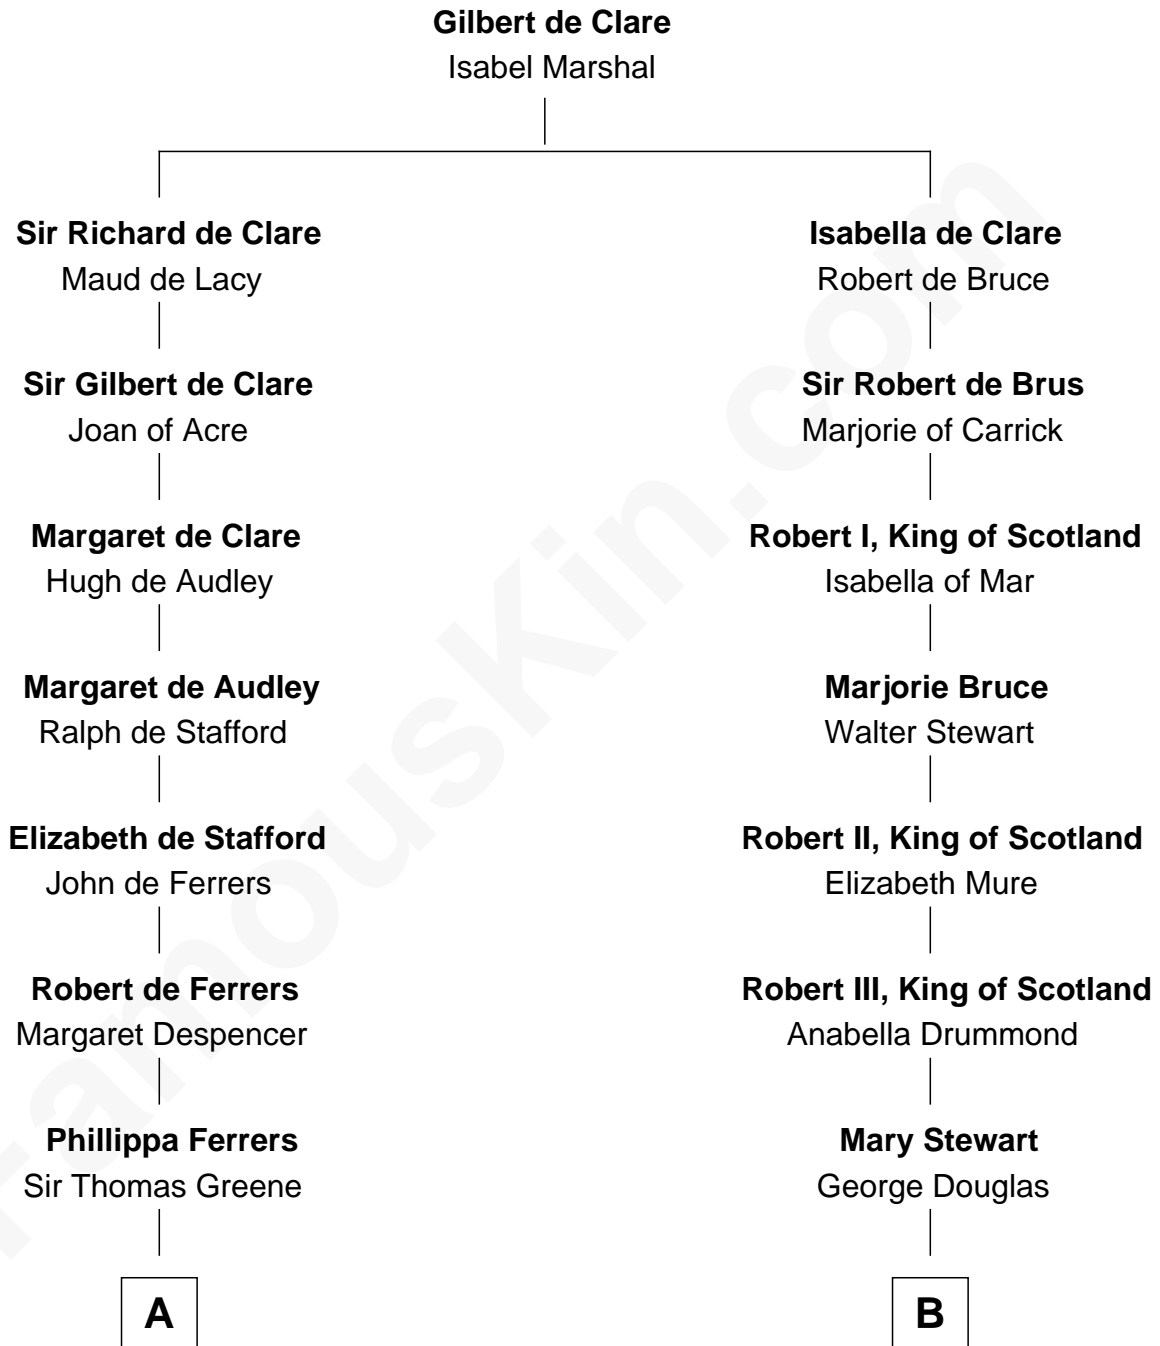 Gilbert de Clare
Isabel Marshal
Sir Richard de Clare
Maud de Lacy
Isabella de Clare
Robert de Bruce
Sir Gilbert de Clare
Joan of Acre
Sir Robert de Brus
Marjorie of Carrick
Margaret de Clare
Hugh de Audley
Robert I, King of Scotland
Isabella of Mar
Margaret de Audley
Ralph de Stafford
Marjorie Bruce
Walter Stewart
Elizabeth de Stafford
John de Ferrers
Robert II, King of Scotland
Elizabeth Mure
Robert de Ferrers
Margaret Despencer
Robert III, King of Scotland
Anabella Drummond
Phillippa Ferrers
Sir Thomas Greene
Mary Stewart
George Douglas
A
B
FamousKin.com